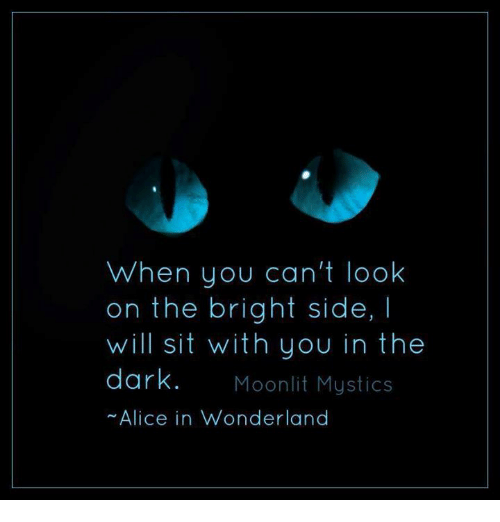 When you can't look
on the bright side, I
will sit with you in the
dark. Moonlit Mystics
~Alice in Wonderland